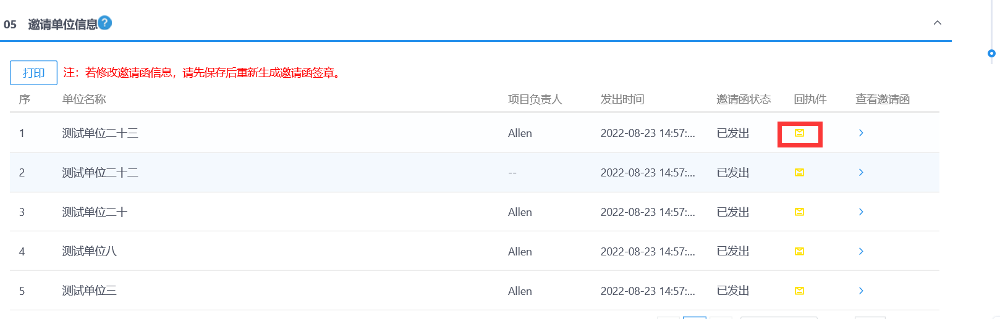 05 邀请单位信息?
打印 注：若修改邀请函信息，请先保存后重新生成邀请函签章。
序 单位名称 项目负责人 发出时间 邀请函状态 回执件 查看邀请函
1 测试单位二十三 Allen 2022-08-23 14:57:... 已发出
2 测试单位二十二 -- 2022-08-23 14:57:... 已发出
3 测试单位二十 Allen 2022-08-23 14:57:... 已发出
4 测试单位八 Allen 2022-08-23 14:57:... 已发出
5 测试单位三 Allen 2022-08-23 14:57:... 已发出